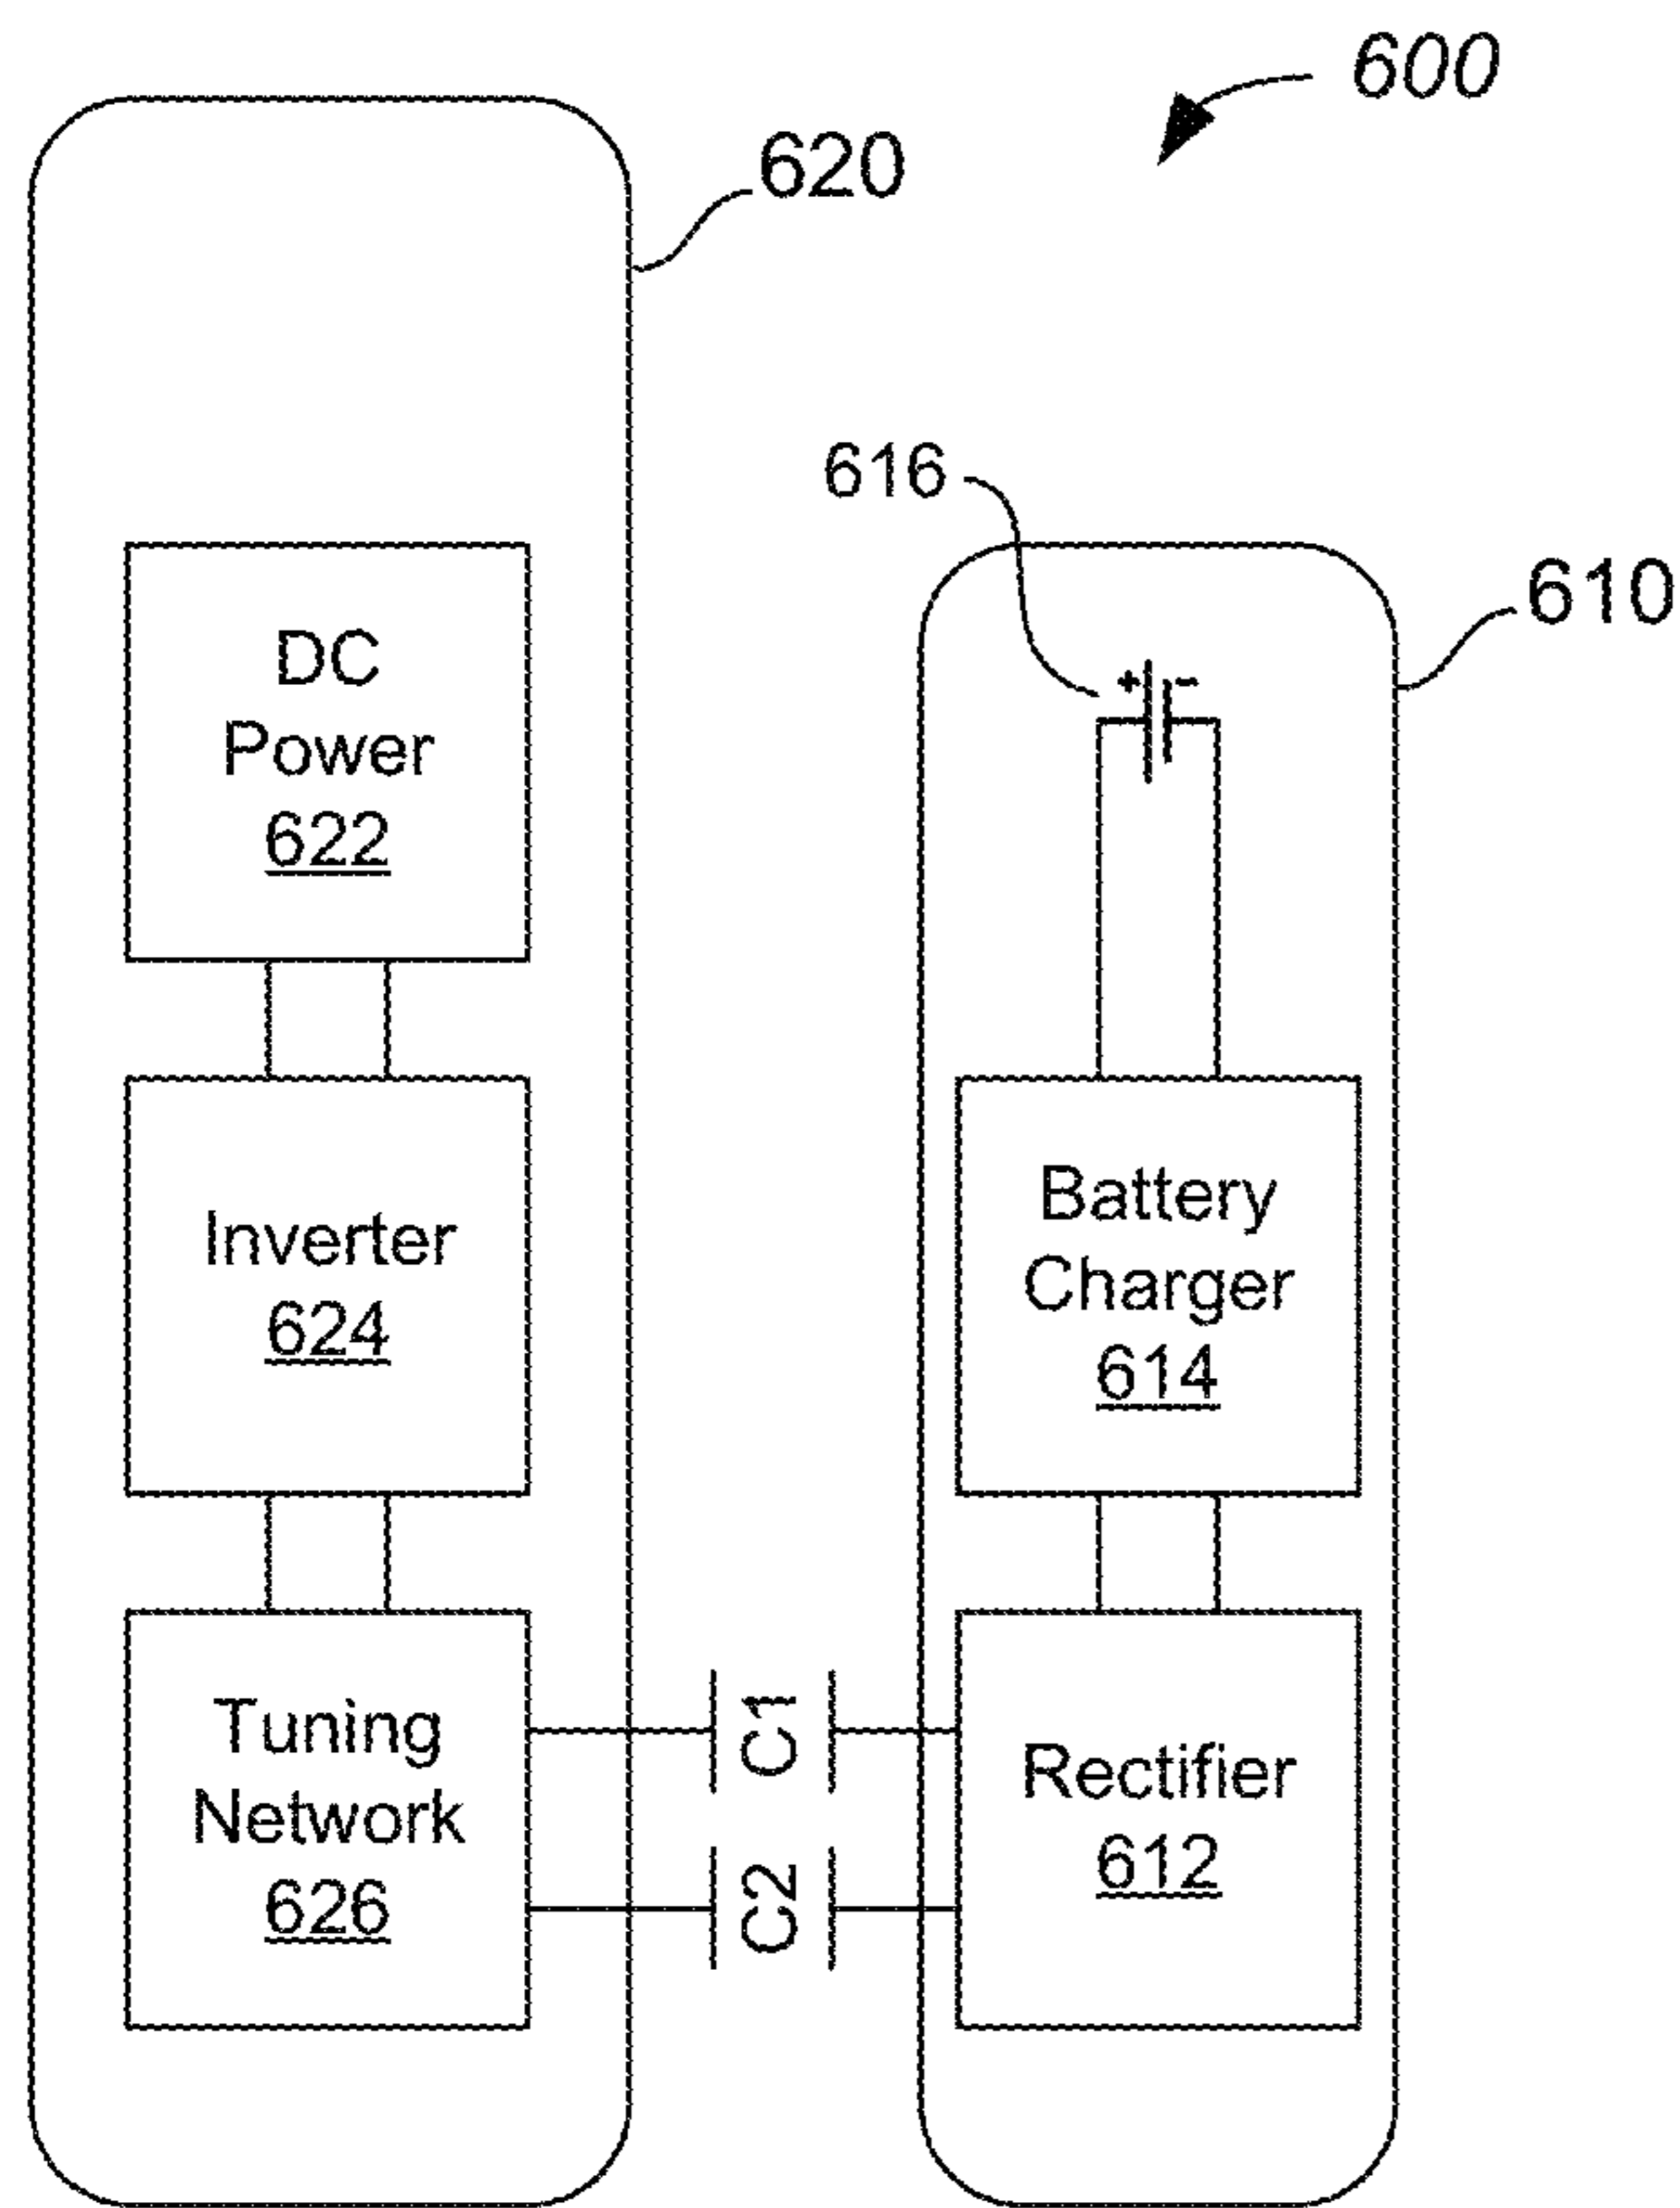 600
620
616
610
DC
Power
622
Inverter
624
Battery
Charger
614
Tuning
Network
626
C1
C2
Rectifier
612
+ -